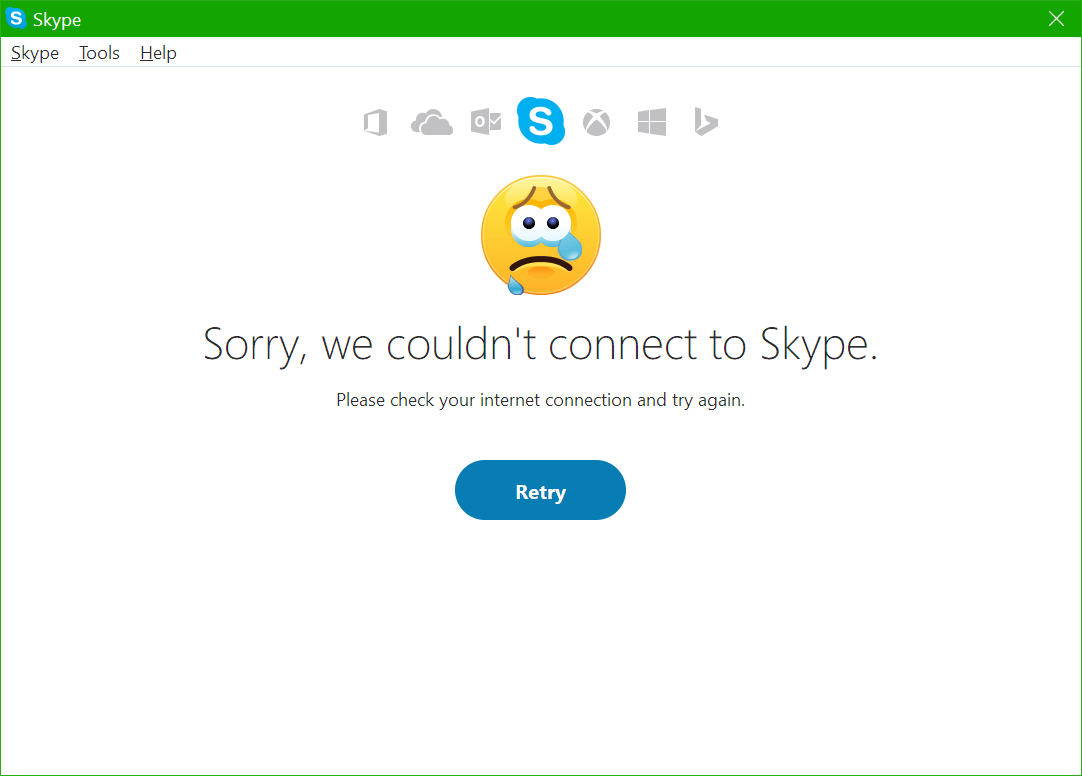 Skype
Skype Tools Help
Sorry, we couldn't connect to Skype.
Please check your internet connection and try again.
Retry